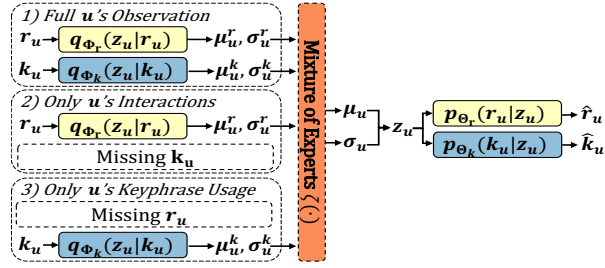 1) Full u's Observation
r_u q_Φr(z_u|r_u) μ_u^r, σ_u^r
k_u q_Φk(z_u|k_u) μ_u^k, σ_u^k
2) Only u's Interactions
r_u q_Φr(z_u|r_u) μ_u^r, σ_u^r
Missing k_u
3) Only u's Keyphrase Usage
Missing r_u
k_u q_Φk(z_u|k_u) μ_u^k, σ_u^k
Mixture of Experts ζ(·)
μ_u
σ_u
z_u
p_Θr(r_u|z_u) r̂_u
p_Θk(k_u|z_u) k̂_u